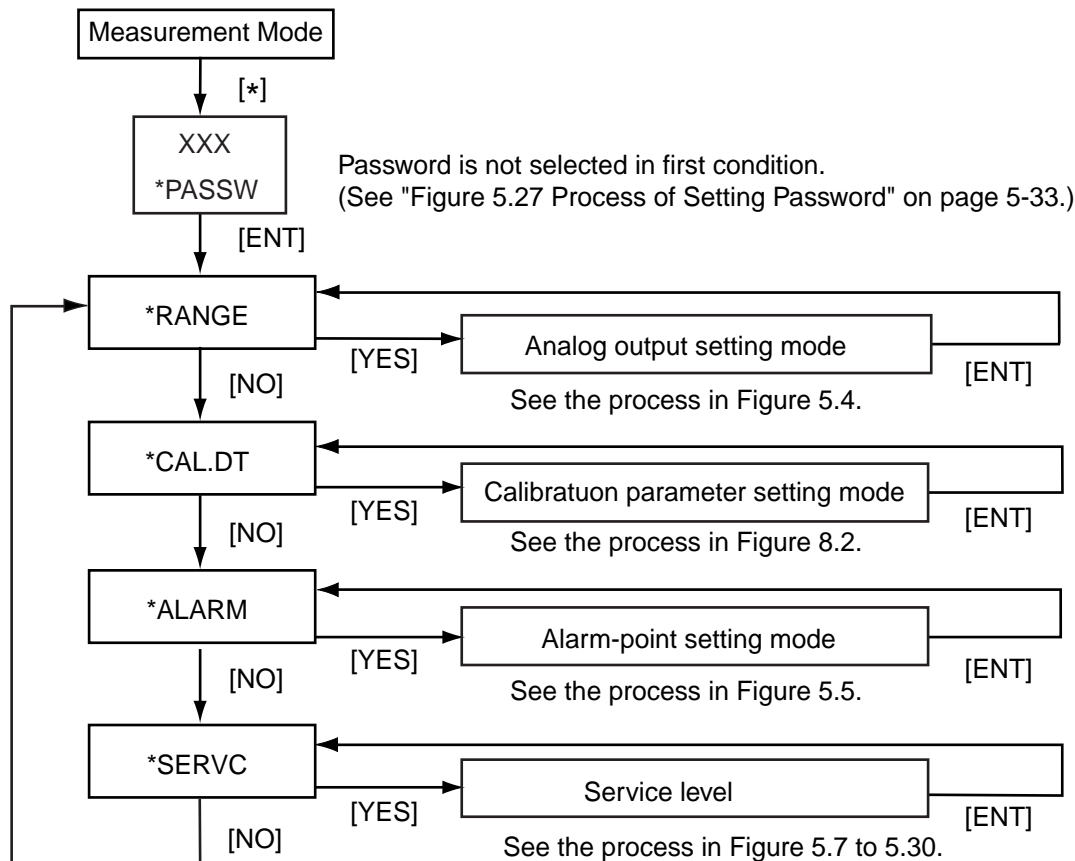 Measurement Mode
[*]
XXX
*PASSW
Password is not selected in first condition.
(See "Figure 5.27 Process of Setting Password" on page 5-33.)
[ENT]
*RANGE
[YES]
Analog output setting mode
[ENT]
[NO]
See the process in Figure 5.4.
*CAL.DT
[YES]
Calibratuon parameter setting mode
[ENT]
[NO]
See the process in Figure 8.2.
*ALARM
[YES]
Alarm-point setting mode
[ENT]
[NO]
See the process in Figure 5.5.
*SERVC
[YES]
Service level
[ENT]
[NO]
See the process in Figure 5.7 to 5.30.